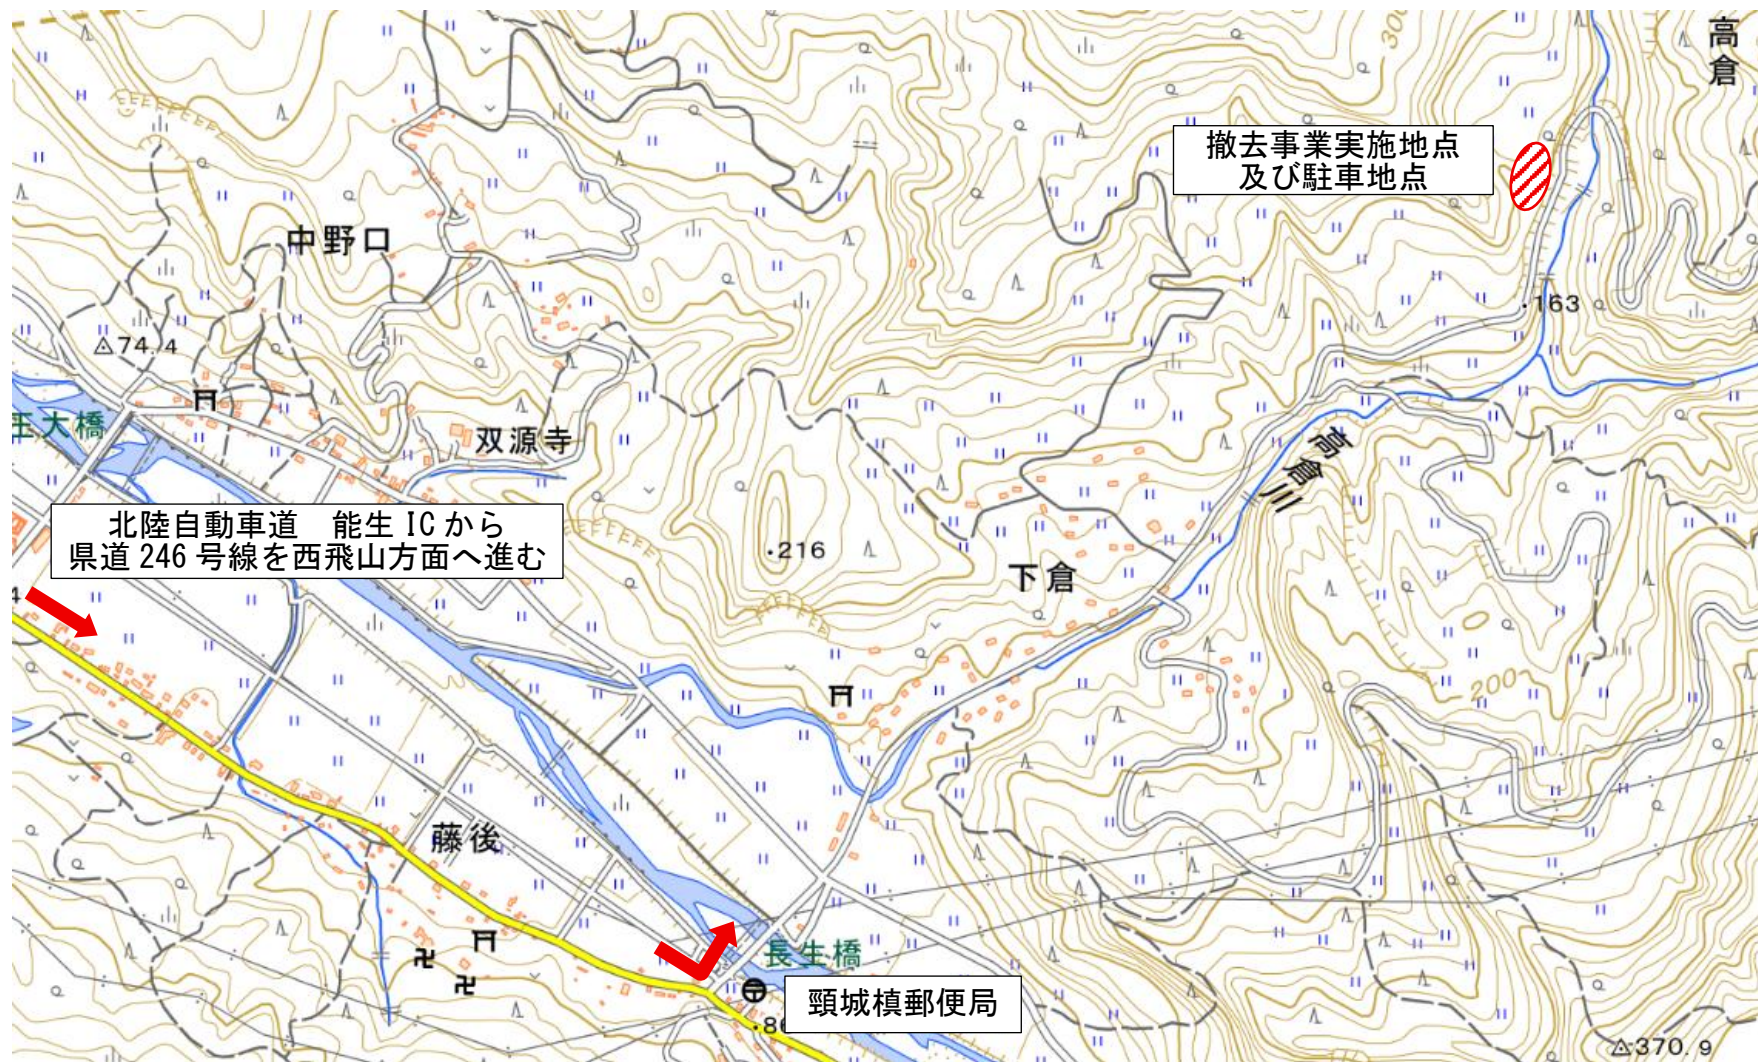 300
高倉
撤去事業実施地点
及び駐車地点
中野口
163
74.4
王大橋
双源寺
高倉川
北陸自動車道　能生 IC から
県道 246 号線を西飛山方面へ進む
216
下倉
4
200
藤後
長生橋
頸城槙郵便局
86
370.9